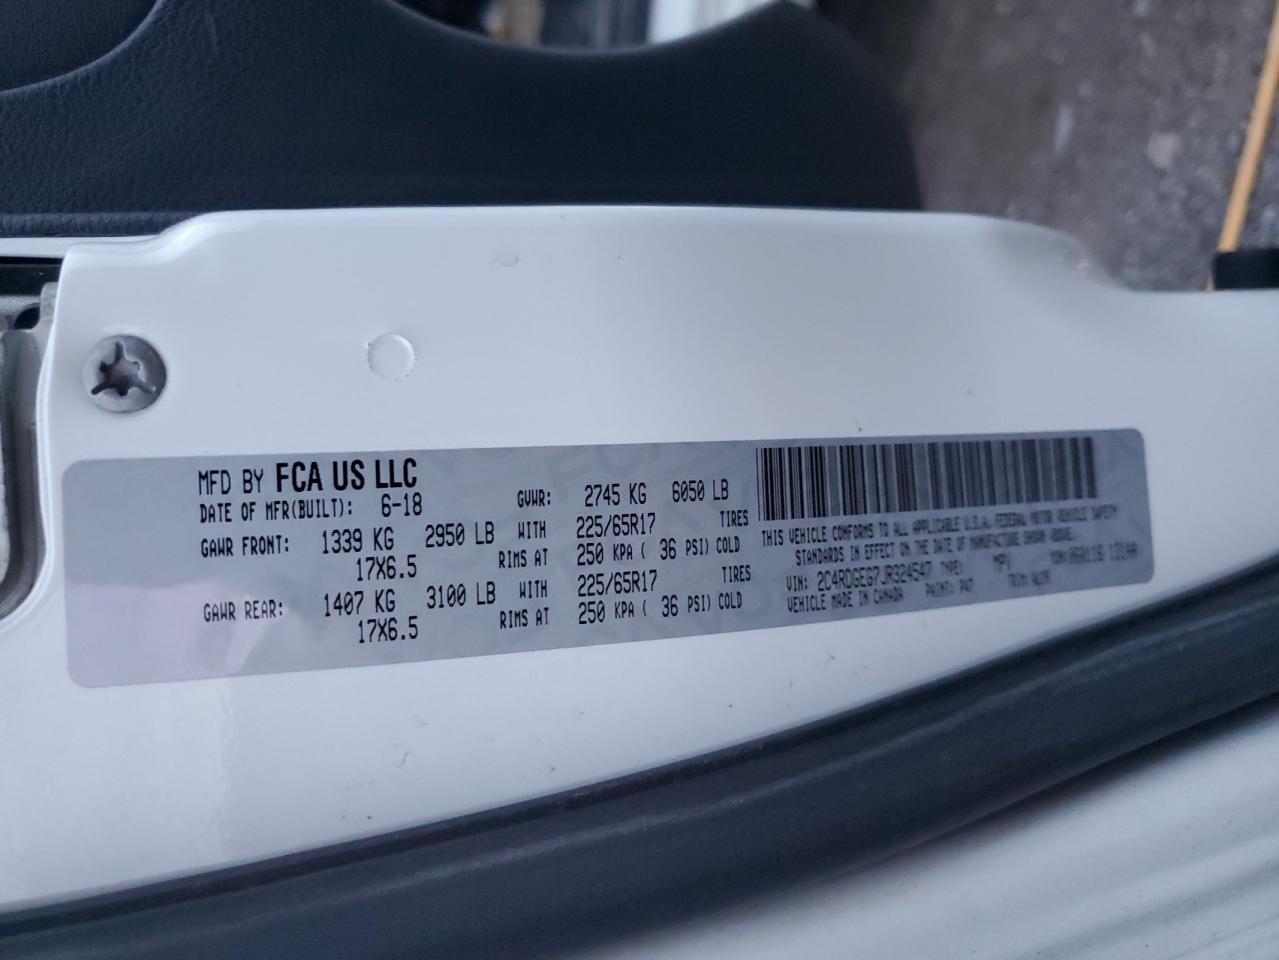 MFD BY FCA US LLC
DATE OF MFR(BUILT): 6-18 GVWR: 2745 KG 6050 LB
GAWR FRONT: 1339 KG 2950 LB WITH 225/65R17 TIRES
17X6.5 RIMS AT 250 KPA ( 36 PSI) COLD
GAWR REAR: 1407 KG 3100 LB WITH 225/65R17 TIRES
17X6.5 RIMS AT 250 KPA ( 36 PSI) COLD
THIS VEHICLE CONFORMS TO ALL APPLICABLE U.S.A. FEDERAL MOTOR VEHICLE SAFETY
STANDARDS IN EFFECT ON THE DATE OF MANUFACTURE SHOWN ABOVE.
VIN: 2C4RDGEG7JR324547 TYPE: MPV
VEHICLE MADE IN CANADA PAINT: PW7 TRIM: